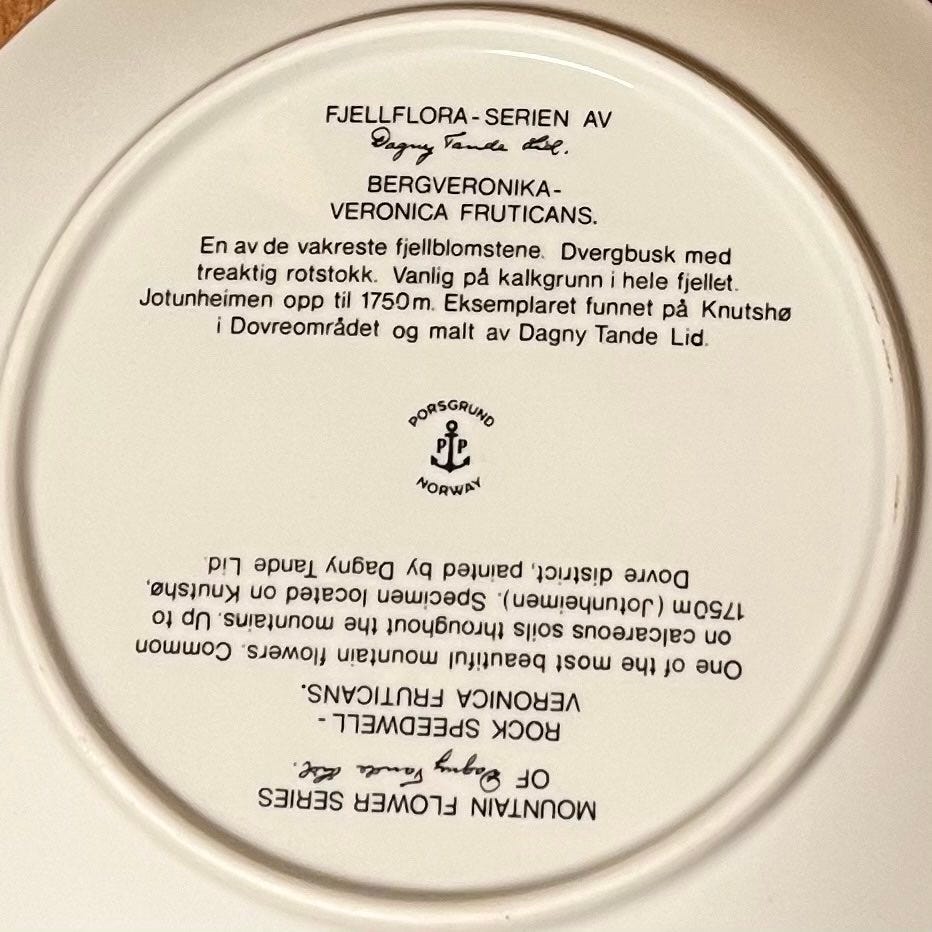 FJELLFLORA-SERIEN AV
Dagny Tande Lid.
BERGVERONIKA-
VERONICA FRUTICANS.
En av de vakreste fjellblomstene. Dvergbusk med
treaktig rotstokk. Vanlig på kalkgrunn i hele fjellet.
Jotunheimen opp til 1750m. Eksemplaret funnet på Knutshø
i Dovreområdet og malt av Dagny Tande Lid.
PORSGRUND
PP
NORWAY
MOUNTAIN FLOWER SERIES
OF Dagny Tande Lid.
ROCK SPEEDWELL-
VERONICA FRUTICANS.
One of the most beautiful mountain flowers. Common
on calcareous soils throughout the mountains. Up to
1750m (Jotunheimen). Specimen located on Knutshø,
Dovre district, painted by Dagny Tande Lid.